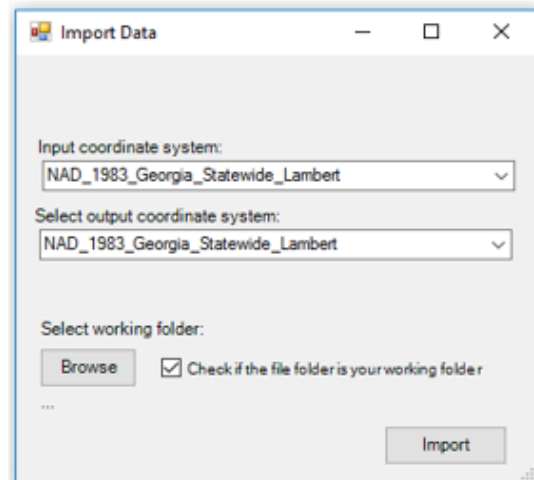 Import Data
Input coordinate system:
NAD_1983_Georgia_Statewide_Lambert
Select output coordinate system:
NAD_1983_Georgia_Statewide_Lambert
Select working folder:
Browse Check if the file folder is your working folder
...
Import